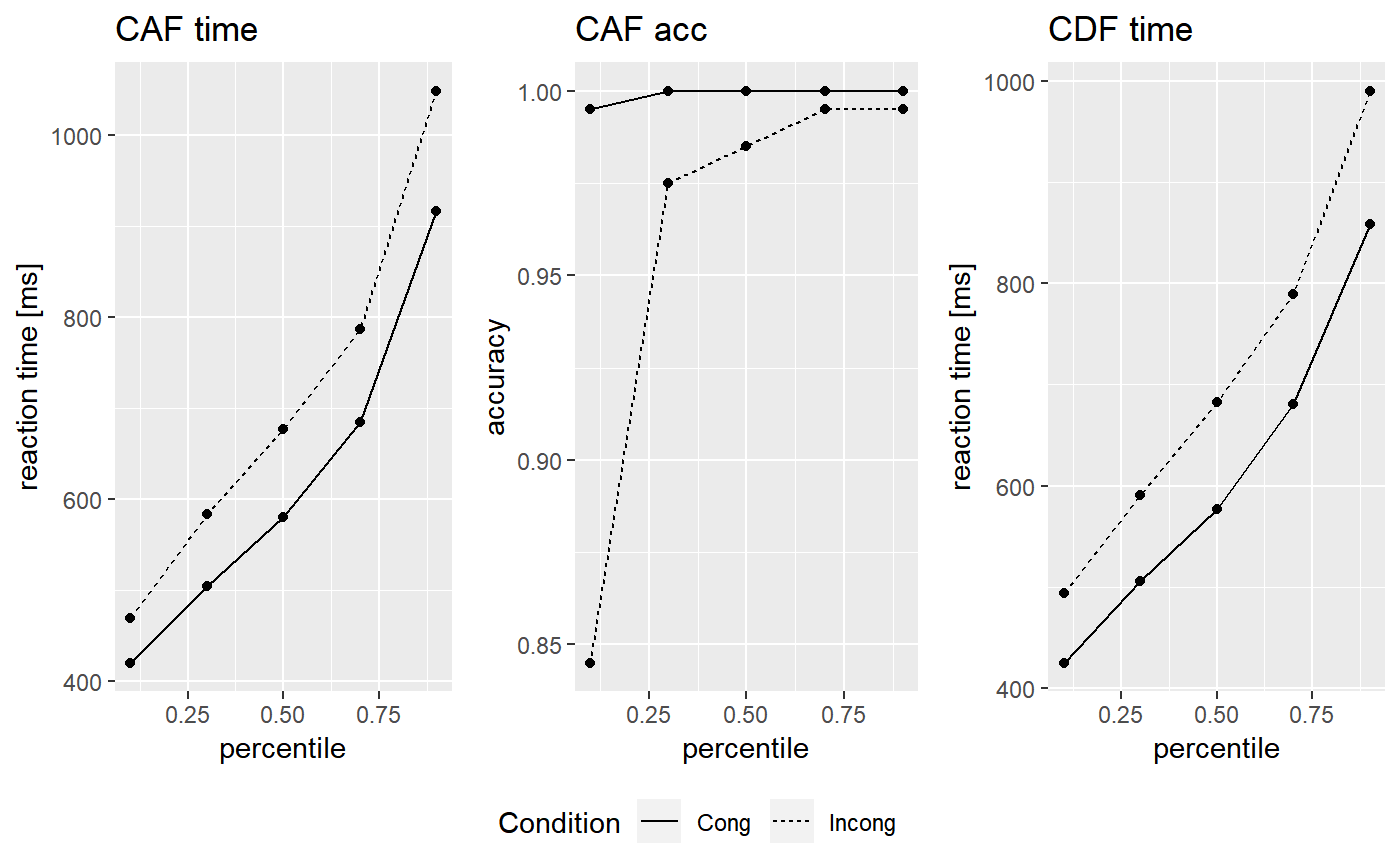 CAF time
reaction time [ms]
1000
800
600
400
0.25 0.50 0.75
percentile
CAF acc
accuracy
1.00
0.95
0.90
0.85
0.25 0.50 0.75
percentile
CDF time
reaction time [ms]
1000
800
600
400
0.25 0.50 0.75
percentile
Condition Cong Incong